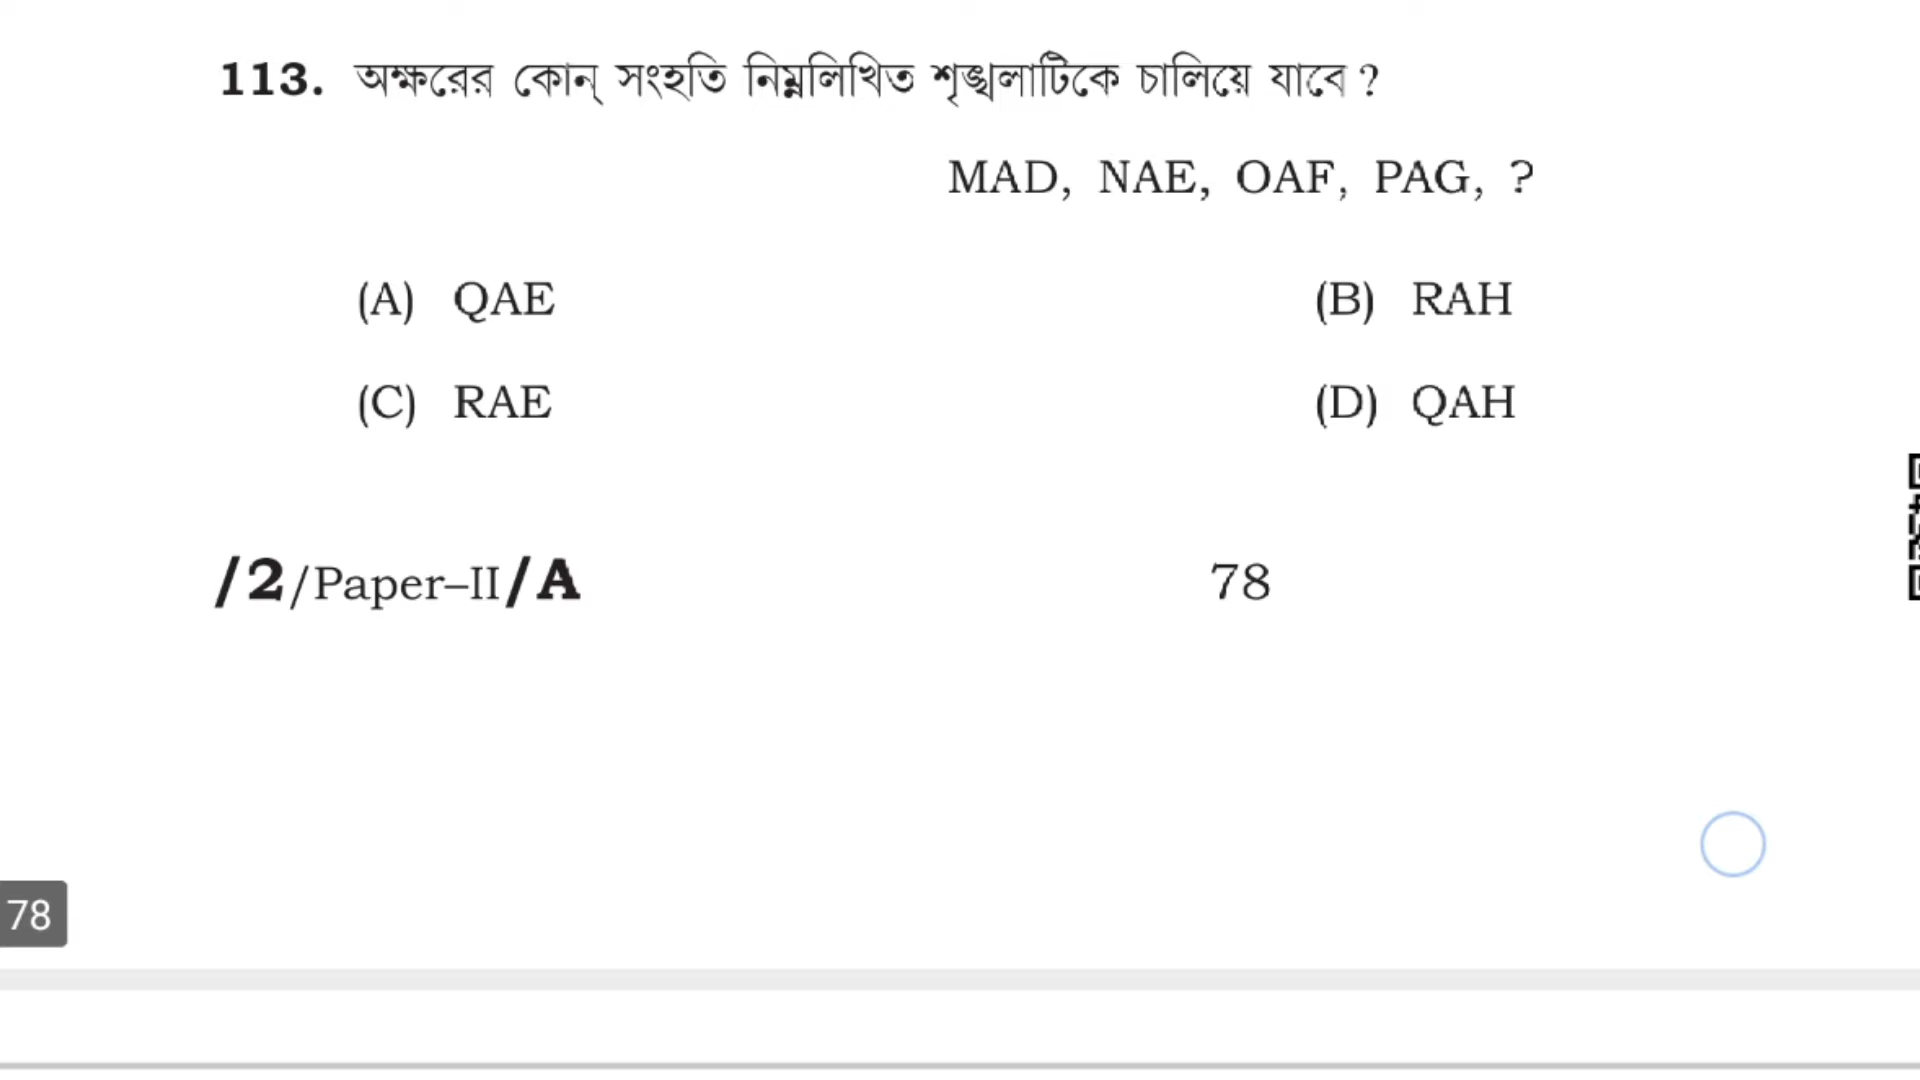 113. অক্ষরের কোন্ সংহতি নিম্নলিখিত শৃঙ্খলাটিকে চালিয়ে যাবে ?
MAD, NAE, OAF, PAG, ?
(A) QAE (B) RAH
(C) RAE (D) QAH
/2/Paper–II/A 78
78